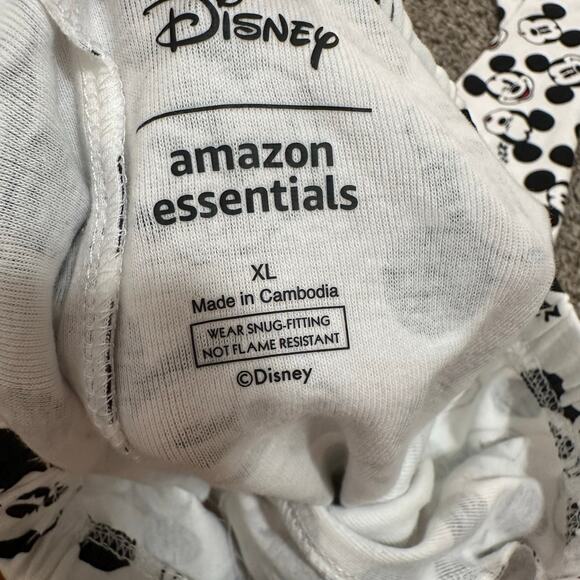 Disney
amazon
essentials
XL
Made in Cambodia
WEAR SNUG-FITTING
NOT FLAME RESISTANT
©Disney